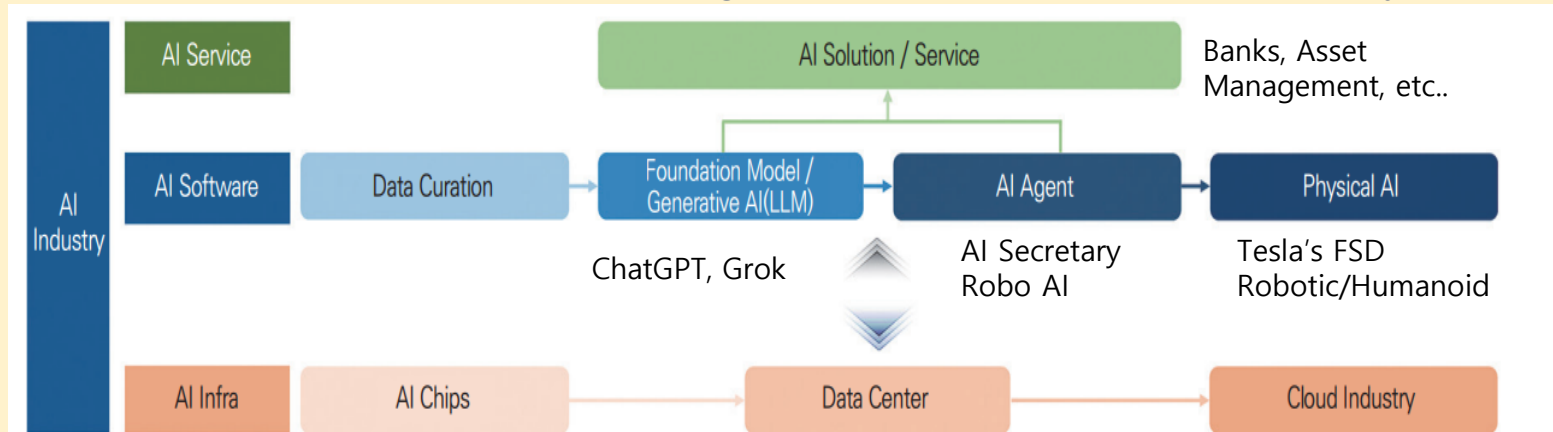 AI Service
AI Solution / Service
Banks, Asset
Management, etc..
AI
Industry
AI Software
Data Curation
Foundation Model /
Generative AI(LLM)
AI Agent
Physical AI
ChatGPT, Grok
AI Secretary
Robo AI
Tesla's FSD
Robotic/Humanoid
AI Infra
AI Chips
Data Center
Cloud Industry